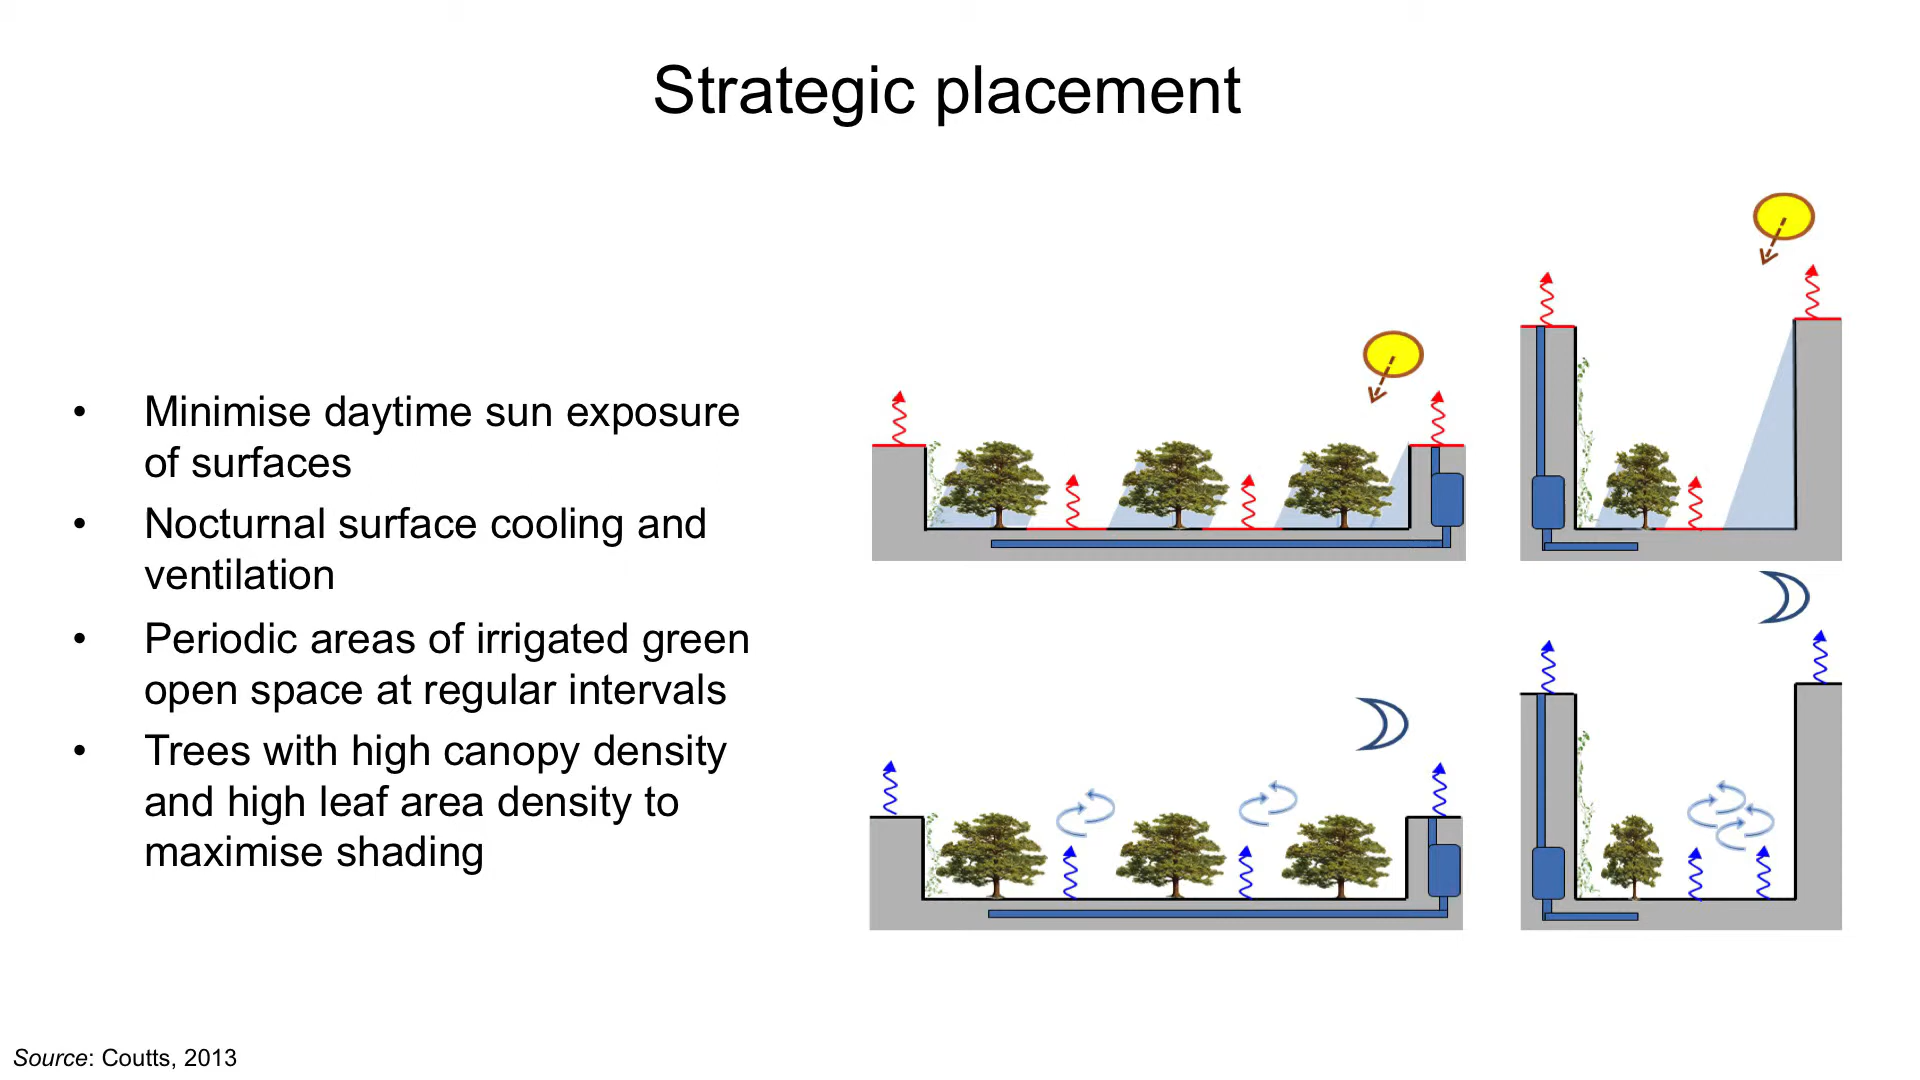 Strategic placement
• Minimise daytime sun exposure
of surfaces
• Nocturnal surface cooling and
ventilation
• Periodic areas of irrigated green
open space at regular intervals
• Trees with high canopy density
and high leaf area density to
maximise shading
Source: Coutts, 2013